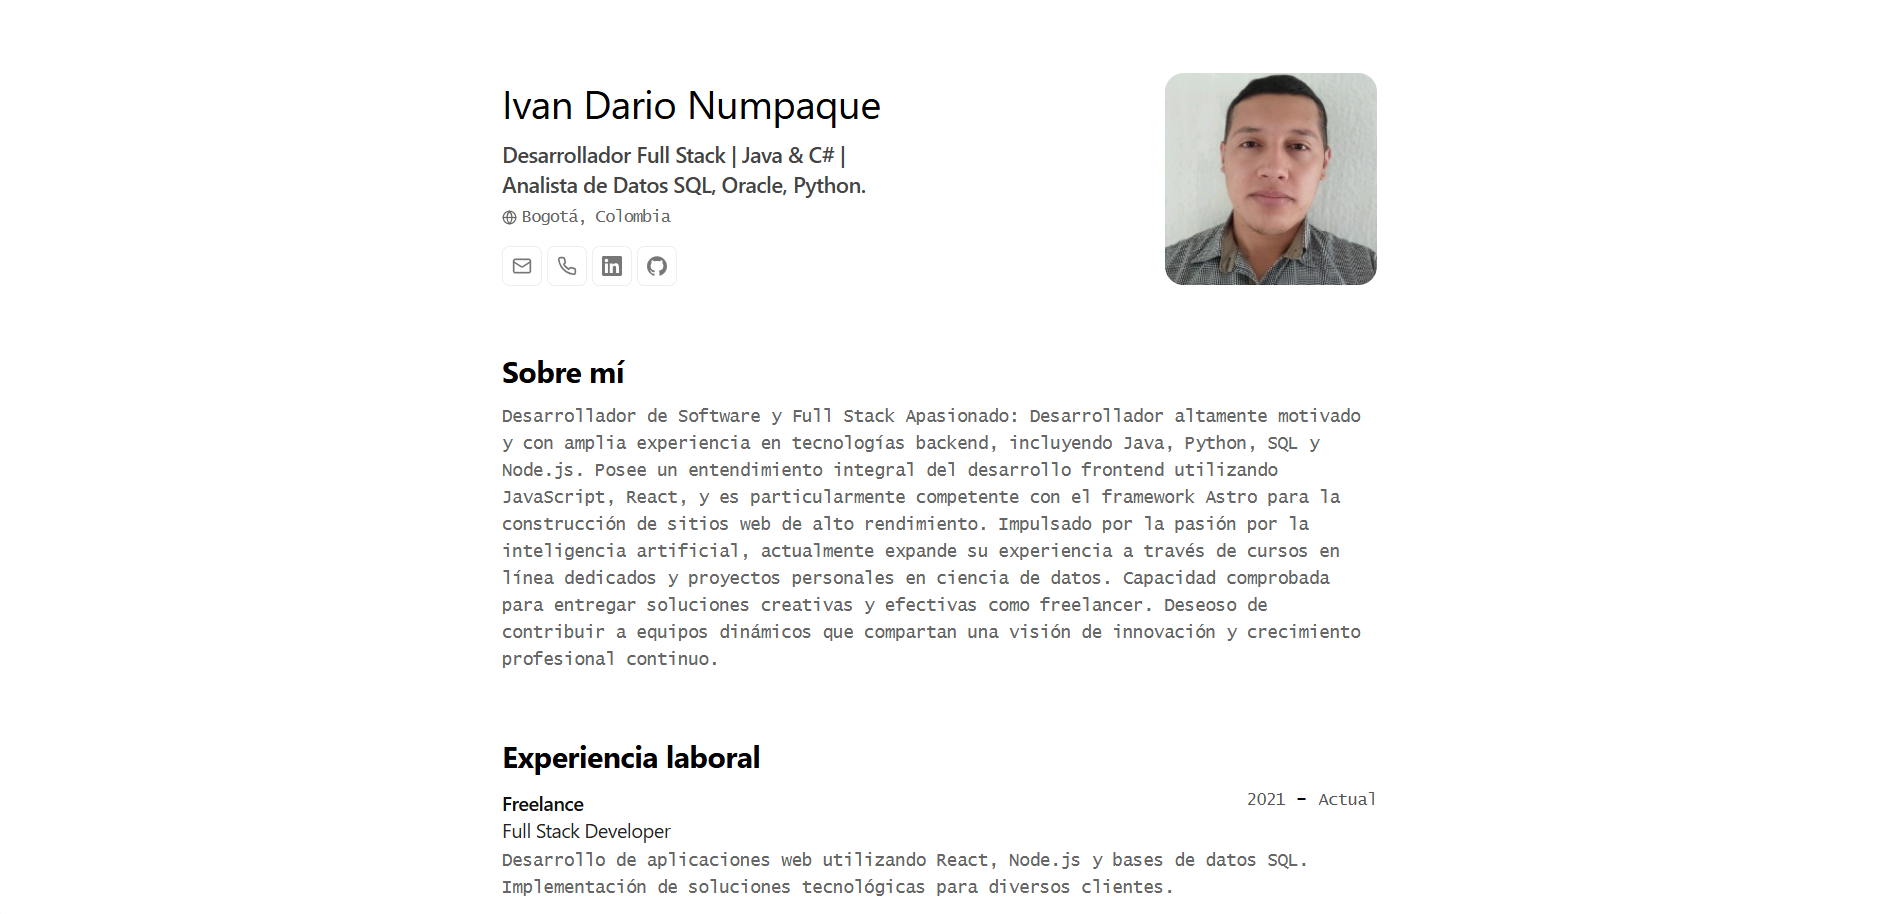 Ivan Dario Numpaque
Desarrollador Full Stack | Java & C# |
Analista de Datos SQL, Oracle, Python.
Bogotá, Colombia
in
Sobre mí
Desarrollador de Software y Full Stack Apasionado: Desarrollador altamente motivado
y con amplia experiencia en tecnologías backend, incluyendo Java, Python, SQL y
Node.js. Posee un entendimiento integral del desarrollo frontend utilizando
JavaScript, React, y es particularmente competente con el framework Astro para la
construcción de sitios web de alto rendimiento. Impulsado por la pasión por la
inteligencia artificial, actualmente expande su experiencia a través de cursos en
línea dedicados y proyectos personales en ciencia de datos. Capacidad comprobada
para entregar soluciones creativas y efectivas como freelancer. Deseoso de
contribuir a equipos dinámicos que compartan una visión de innovación y crecimiento
profesional continuo.
Experiencia laboral
Freelance
2021 - Actual
Full Stack Developer
Desarrollo de aplicaciones web utilizando React, Node.js y bases de datos SQL.
Implementación de soluciones tecnológicas para diversos clientes.